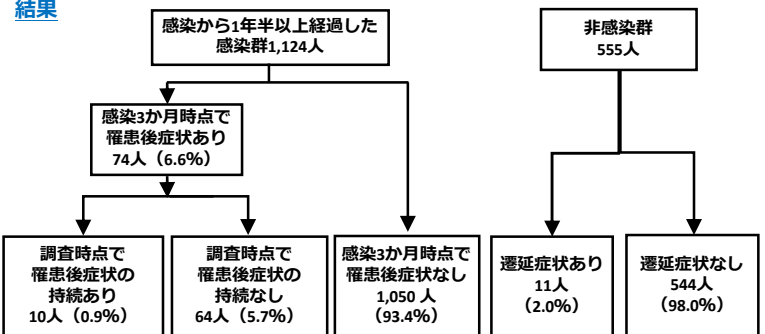 結果
感染から1年半以上経過した
感染群1,124人
非感染群
555人
感染3か月時点で
罹患後症状あり
74人（6.6%）
調査時点で
罹患後症状の
持続あり
10人（0.9%）
調査時点で
罹患後症状の
持続なし
64人（5.7%）
感染3か月時点で
罹患後症状なし
1,050 人
（93.4%）
遷延症状あり
11人
（2.0%）
遷延症状なし
544人
（98.0%）